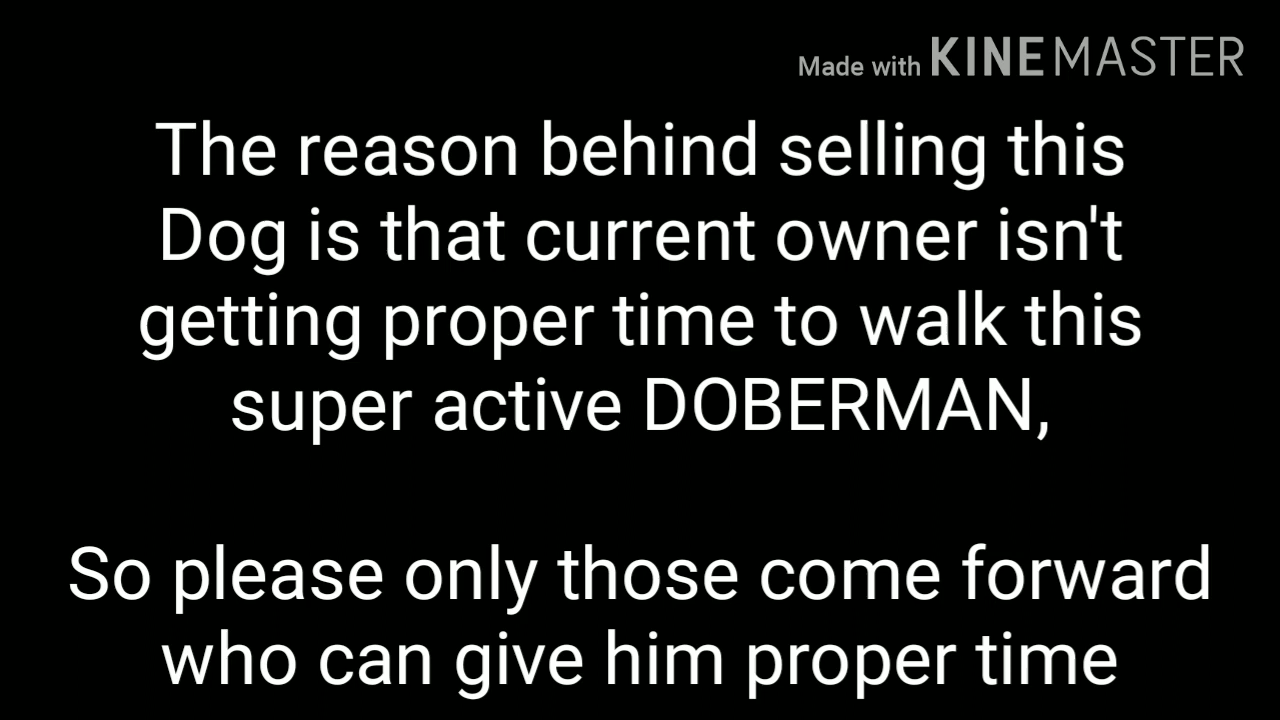 Made with KINEMASTER
The reason behind selling this
Dog is that current owner isn't
getting proper time to walk this
super active DOBERMAN,
So please only those come forward
who can give him proper time